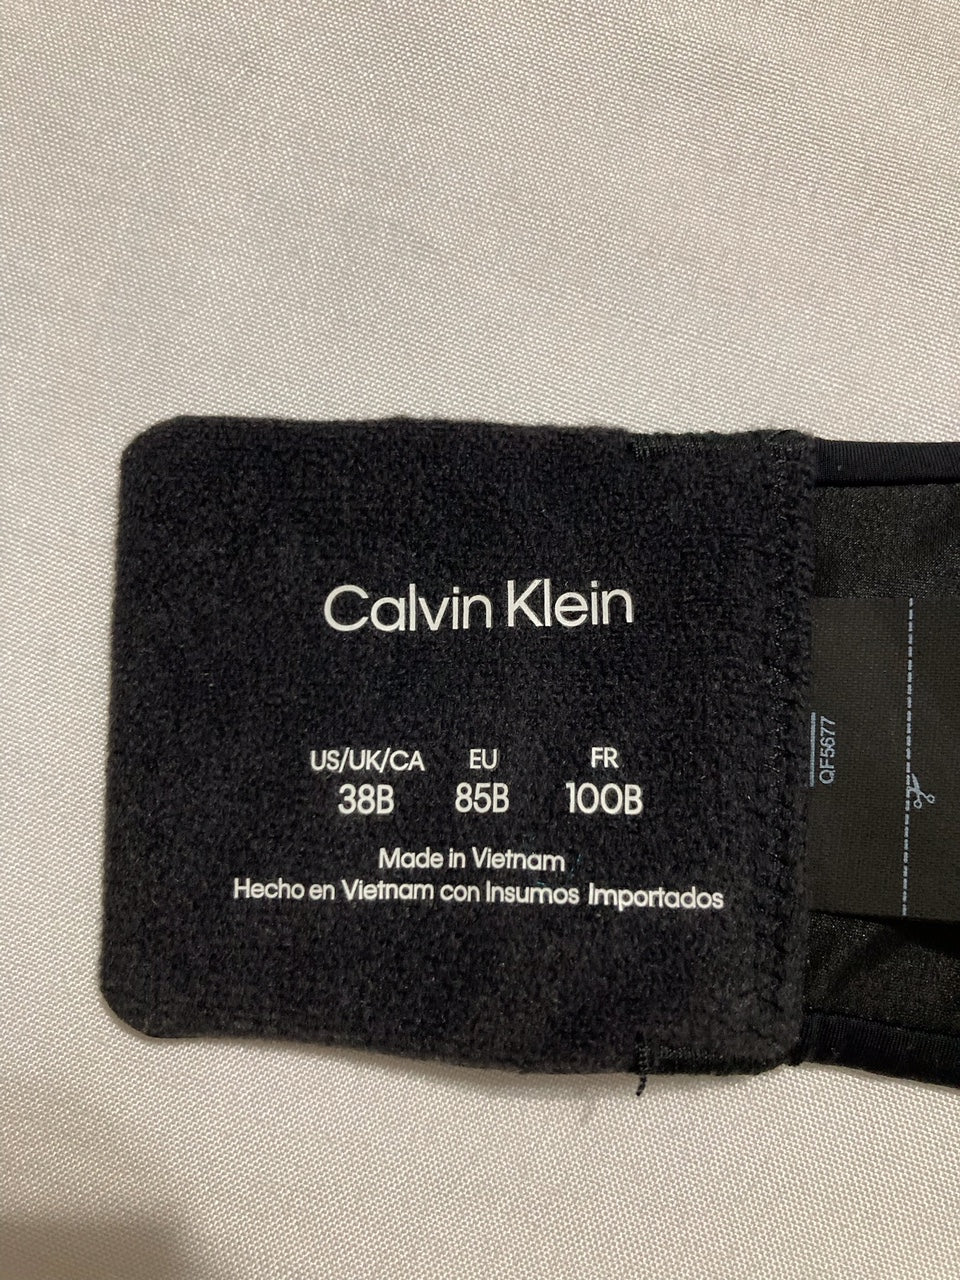 Calvin Klein
US/UK/CA EU FR
38B 85B 100B
Made in Vietnam
Hecho en Vietnam con Insumos Importados
QF5677